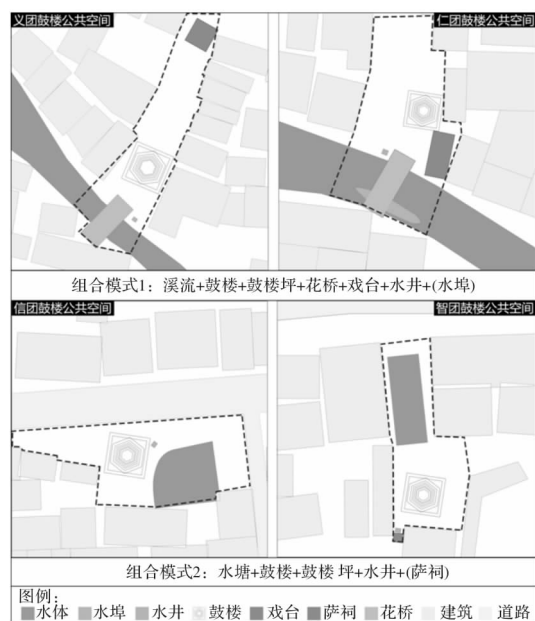 义团鼓楼公共空间
仁团鼓楼公共空间
组合模式1：溪流+鼓楼+鼓楼坪+花桥+戏台+水井+(水埠)
信团鼓楼公共空间
智团鼓楼公共空间
组合模式2：水塘+鼓楼+鼓楼 坪+水井+(萨祠)
图例：
水体 水埠 水井 鼓楼 戏台 萨祠 花桥 建筑 道路